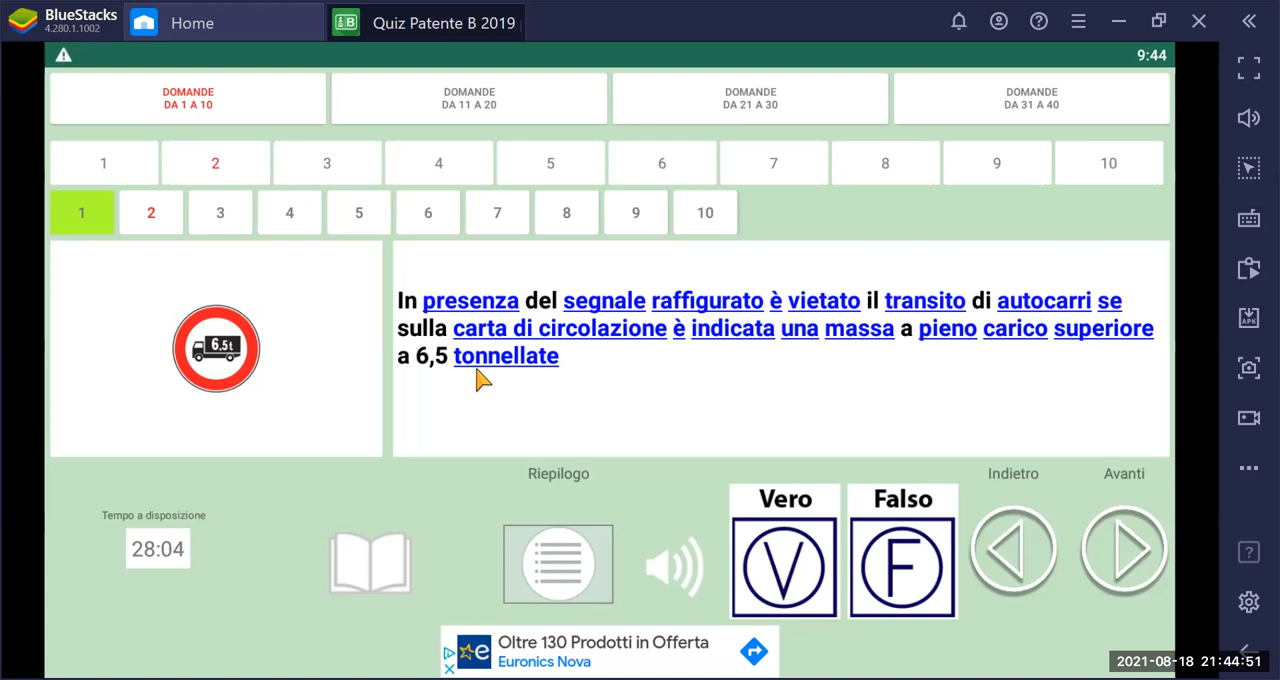 BlueStacks
4.280.1.1002
Home
Quiz Patente B 2019
9:44
DOMANDE
DA 1 A 10
DOMANDE
DA 11 A 20
DOMANDE
DA 21 A 30
DOMANDE
DA 31 A 40
1 2 3 4 5 6 7 8 9 10
1 2 3 4 5 6 7 8 9 10
6,5t
In presenza del segnale raffigurato è vietato il transito di autocarri se
sulla carta di circolazione è indicata una massa a pieno carico superiore
a 6,5 tonnellate
Riepilogo
Indietro
Avanti
Vero
V
Falso
F
Tempo a disposizione
28:04
Oltre 130 Prodotti in Offerta
Euronics Nova
APK
2021-08-18 21:44:51